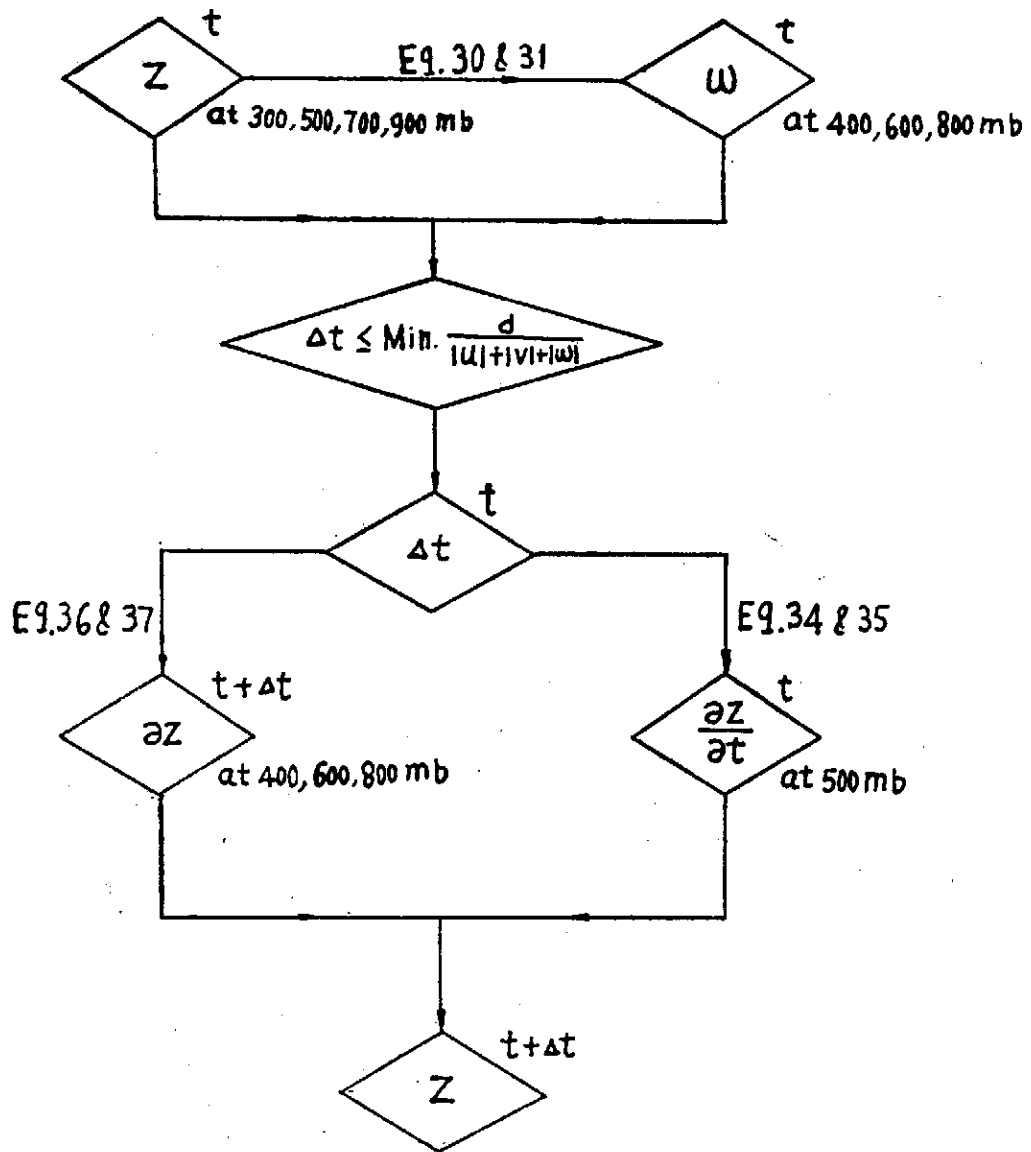 t
Z
at 300,500,700,900 mb
Eq.30 & 31
t
ω
at 400,600,800 mb
Δt ≤ Min. d / |u|+|v|+|ω|
t
Δt
Eq.36 & 37
Eq.34 & 35
t+Δt
∂Z
at 400,600,800 mb
t
∂Z
∂t
at 500 mb
t+Δt
Z